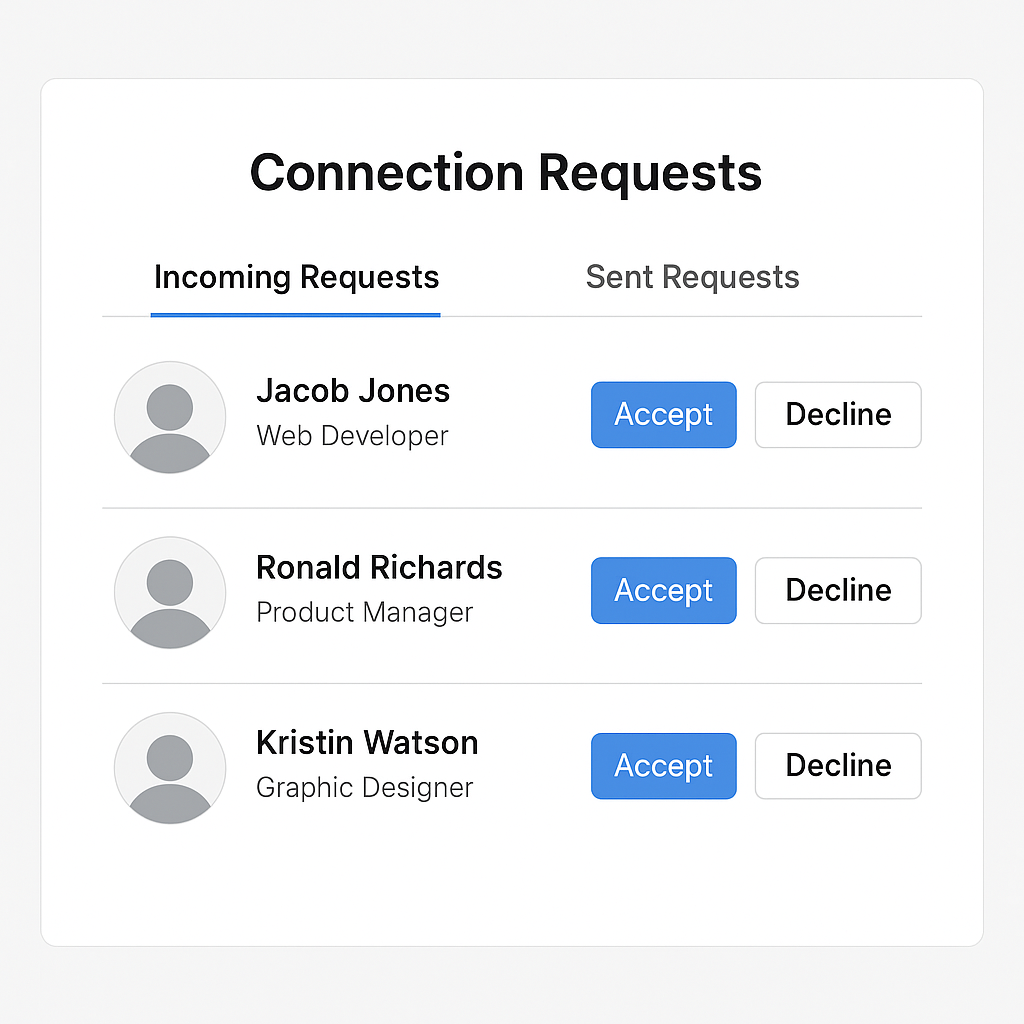 Connection Requests
Incoming Requests
Sent Requests
Jacob Jones
Web Developer
Accept
Decline
Ronald Richards
Product Manager
Accept
Decline
Kristin Watson
Graphic Designer
Accept
Decline